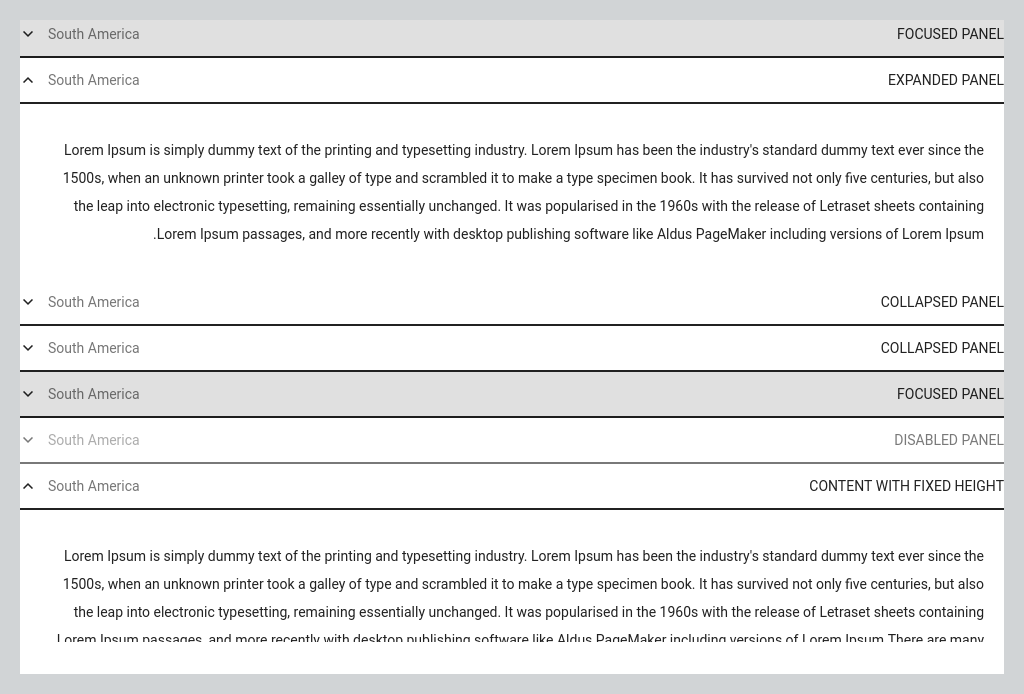 FOCUSED PANEL South America
EXPANDED PANEL South America
Lorem Ipsum is simply dummy text of the printing and typesetting industry. Lorem Ipsum has been the industry's standard dummy text ever since the
1500s, when an unknown printer took a galley of type and scrambled it to make a type specimen book. It has survived not only five centuries, but also
the leap into electronic typesetting, remaining essentially unchanged. It was popularised in the 1960s with the release of Letraset sheets containing
.Lorem Ipsum passages, and more recently with desktop publishing software like Aldus PageMaker including versions of Lorem Ipsum
COLLAPSED PANEL South America
COLLAPSED PANEL South America
FOCUSED PANEL South America
DISABLED PANEL South America
CONTENT WITH FIXED HEIGHT South America
Lorem Ipsum is simply dummy text of the printing and typesetting industry. Lorem Ipsum has been the industry's standard dummy text ever since the
1500s, when an unknown printer took a galley of type and scrambled it to make a type specimen book. It has survived not only five centuries, but also
the leap into electronic typesetting, remaining essentially unchanged. It was popularised in the 1960s with the release of Letraset sheets containing
Lorem Ipsum passages, and more recently with desktop publishing software like Aldus PageMaker including versions of Lorem Ipsum There are many